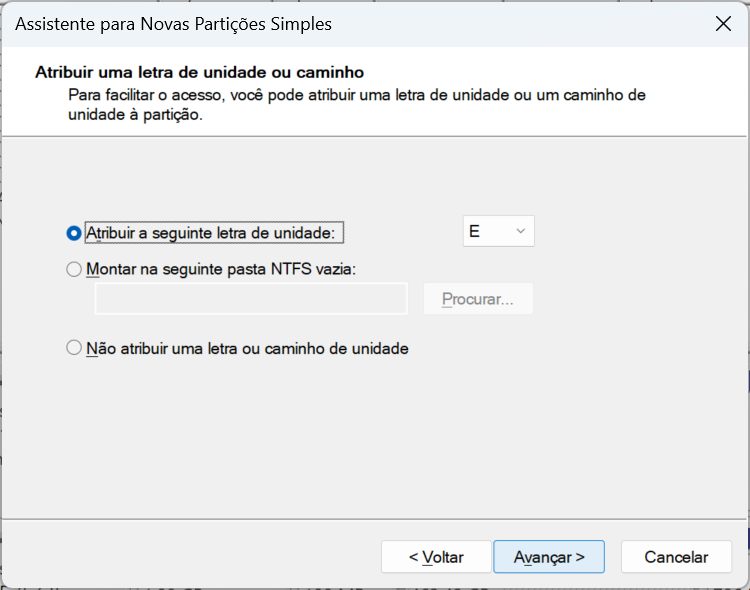 Assistente para Novas Partições Simples
Atribuir uma letra de unidade ou caminho
Para facilitar o acesso, você pode atribuir uma letra de unidade ou um caminho de
unidade à partição.
Atribuir a seguinte letra de unidade:
E
Montar na seguinte pasta NTFS vazia:
Procurar...
Não atribuir uma letra ou caminho de unidade
< Voltar
Avançar >
Cancelar